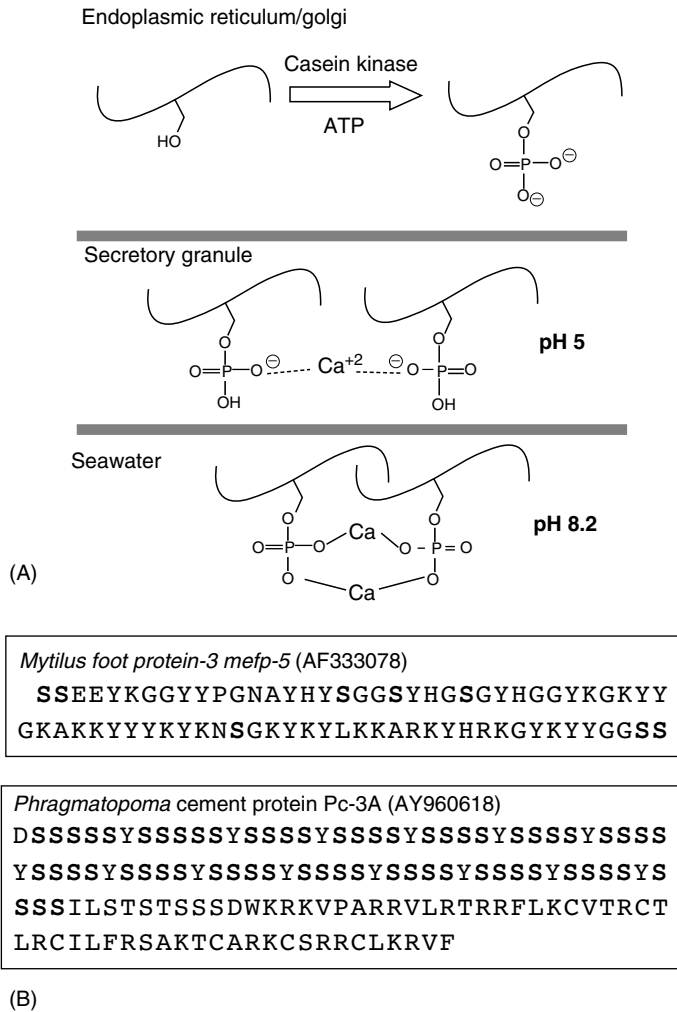 Endoplasmic reticulum/golgi
Casein kinase
ATP
HO
O
O=P—O⊖
O⊖
Secretory granule
O O
O=P—O⊖ Ca+2 ⊖O–P=O
OH OH
pH 5
Seawater
O O
O=P—O Ca O–P=O
O Ca O
pH 8.2
(A)
Mytilus foot protein-3 mefp-5 (AF333078)
SSEEYKGGYYPGNAYHYSGGSYHGSGYHGGYKGKYY
GKAKKYYYKYKNSGKYKYLKKARKYHRKGYKYYGGSS
Phragmatopoma cement protein Pc-3A (AY960618)
DSSSSSYSSSSSYSSSSYSSSSYSSSSYSSSSYSSSS
YSSSSYSSSSYSSSSYSSSSYSSSSYSSSSYSSSSYS
SSSILSTSTSSSDWKRKVPARRVLRTRRFLKCVTRCT
LRCILFRSAKTCARKCSRRCLKRVF
(B)